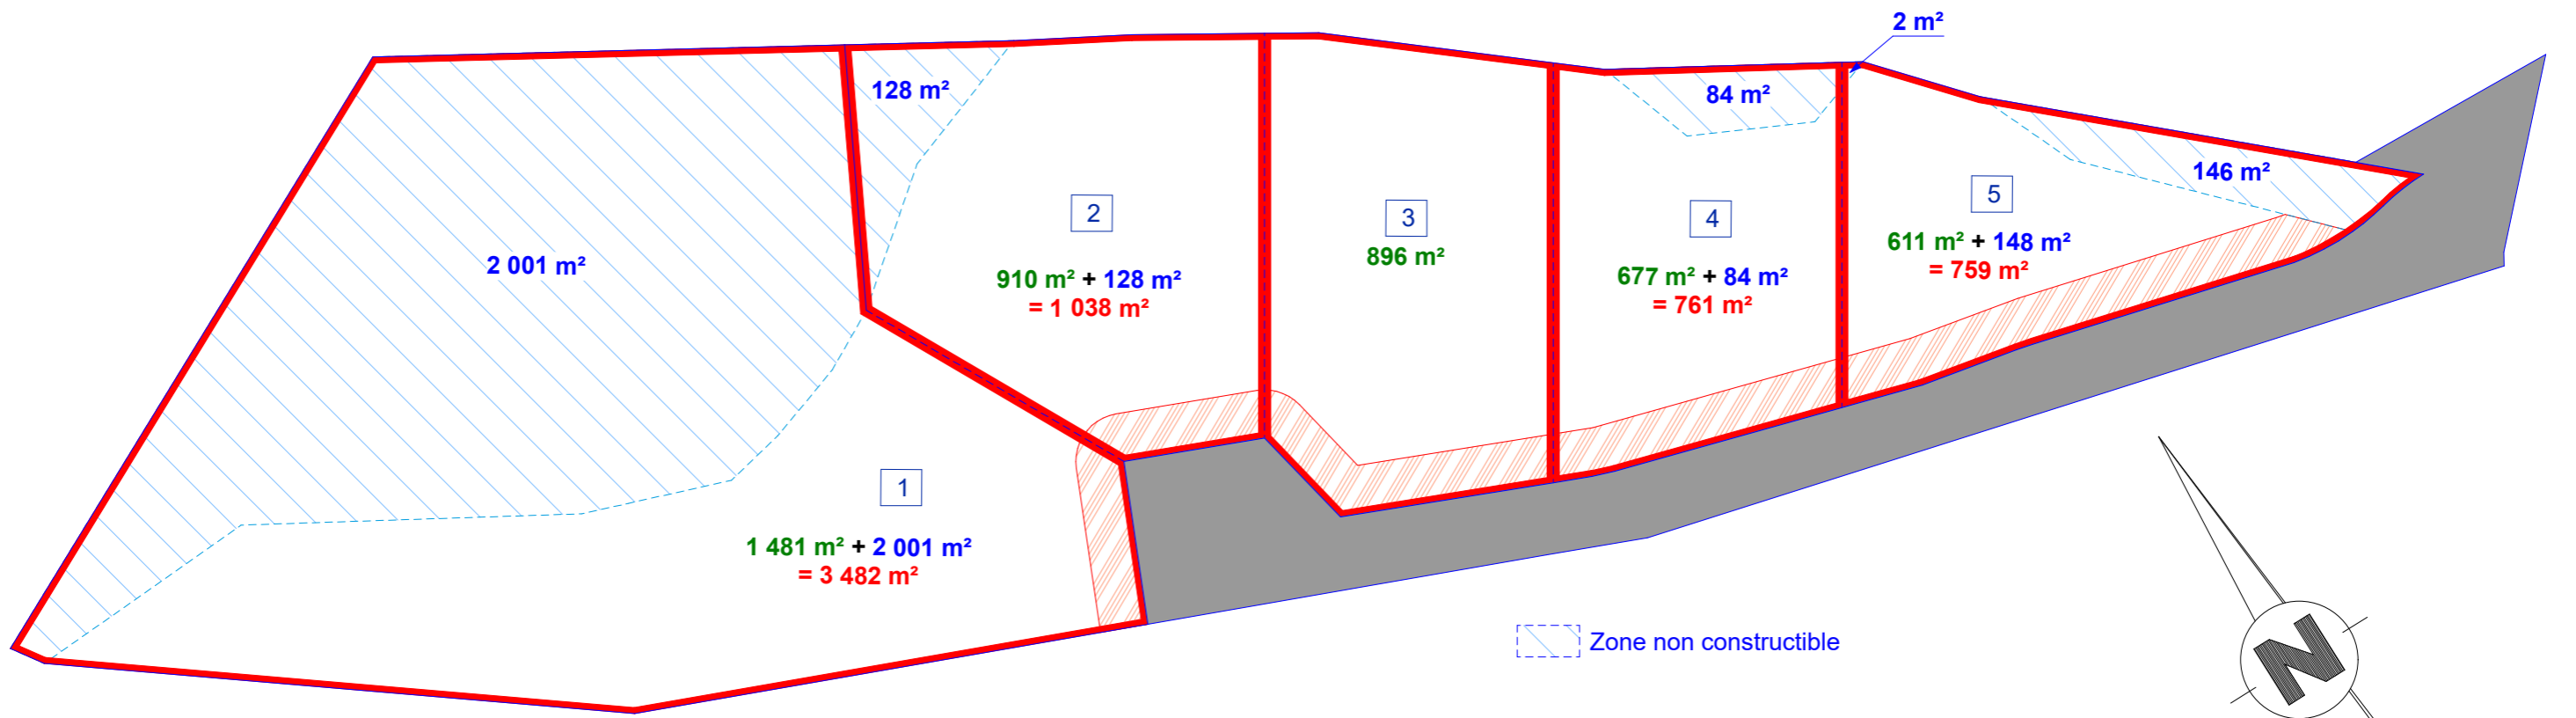 2 m²
128 m²
84 m²
146 m²
2 001 m²
2
910 m² + 128 m²
= 1 038 m²
3
896 m²
4
677 m² + 84 m²
= 761 m²
5
611 m² + 148 m²
= 759 m²
1
1 481 m² + 2 001 m²
= 3 482 m²
Zone non constructible
N